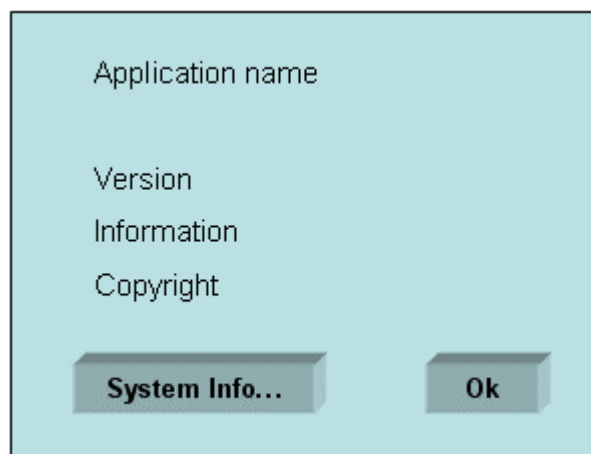 Application name
Version
Information
Copyright
System Info...
Ok